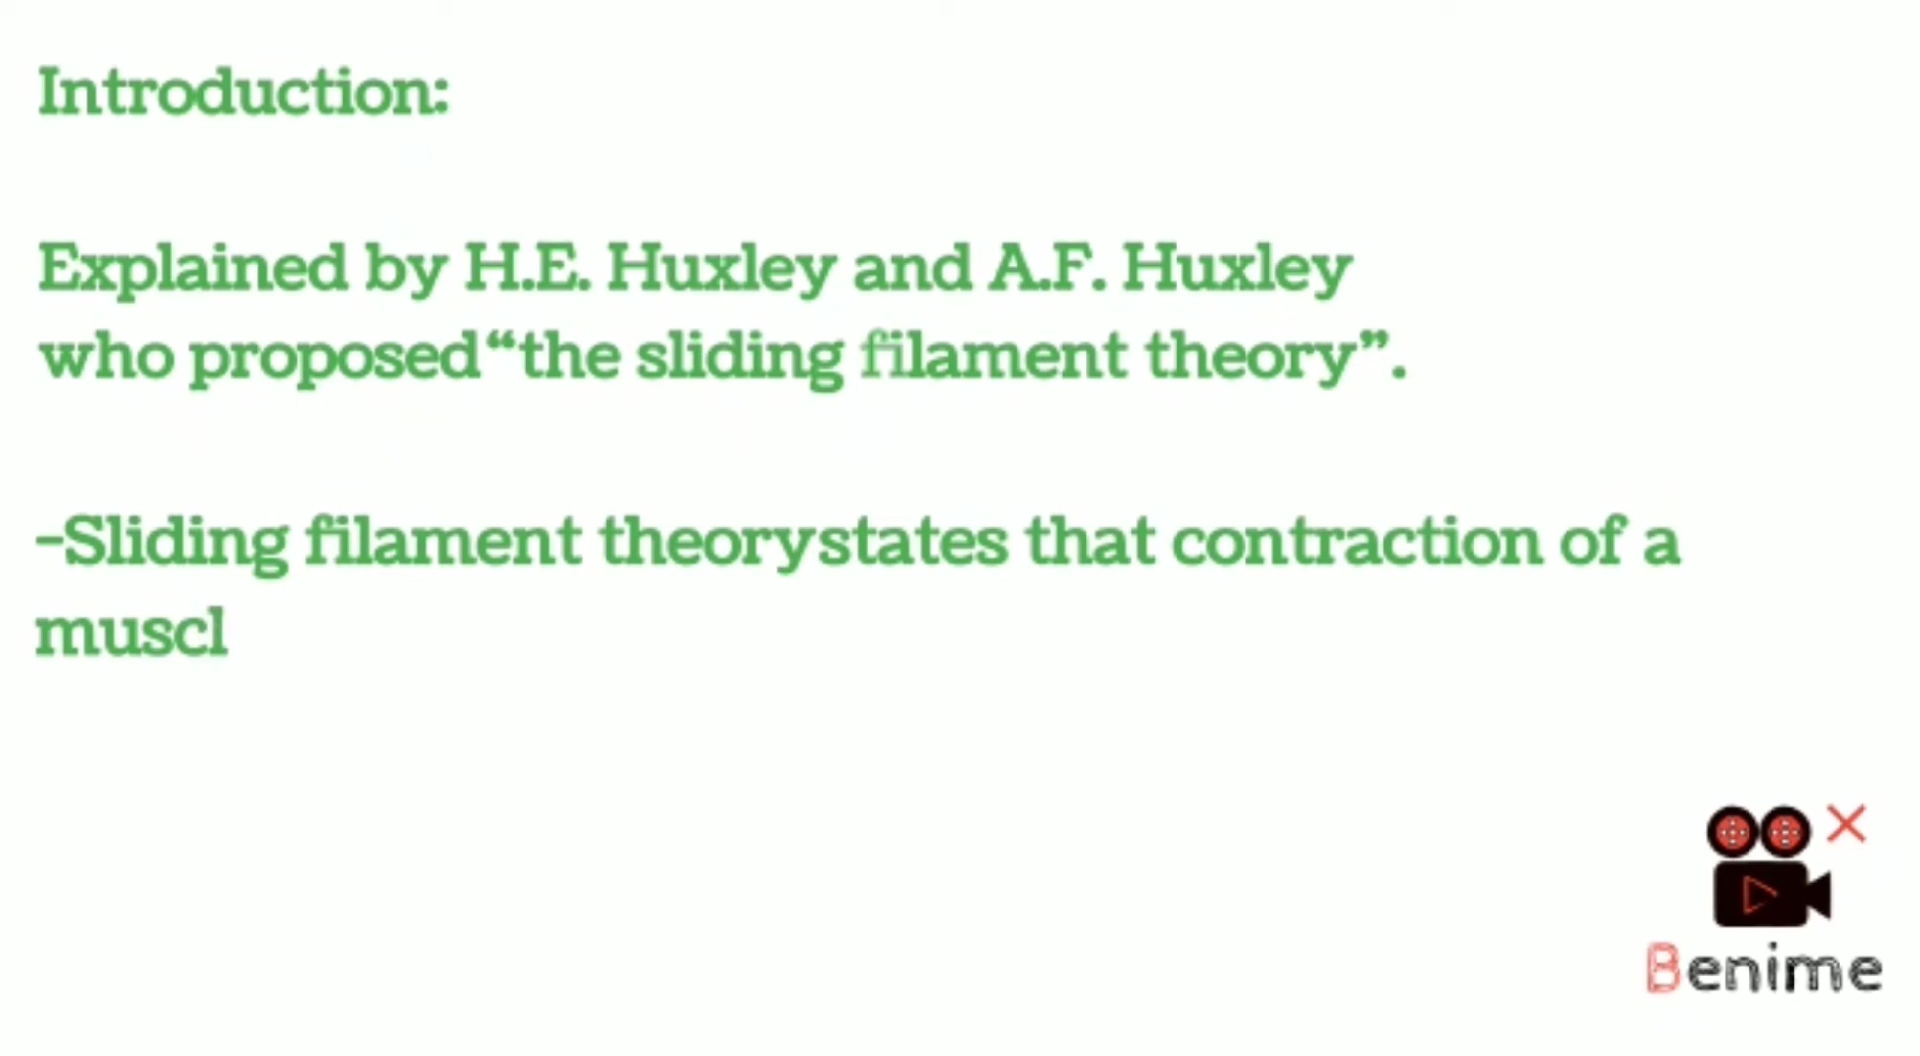 Introduction:
Explained by H.E. Huxley and A.F. Huxley
who proposed“the sliding filament theory”.
-Sliding filament theorystates that contraction of a
muscl
Benime